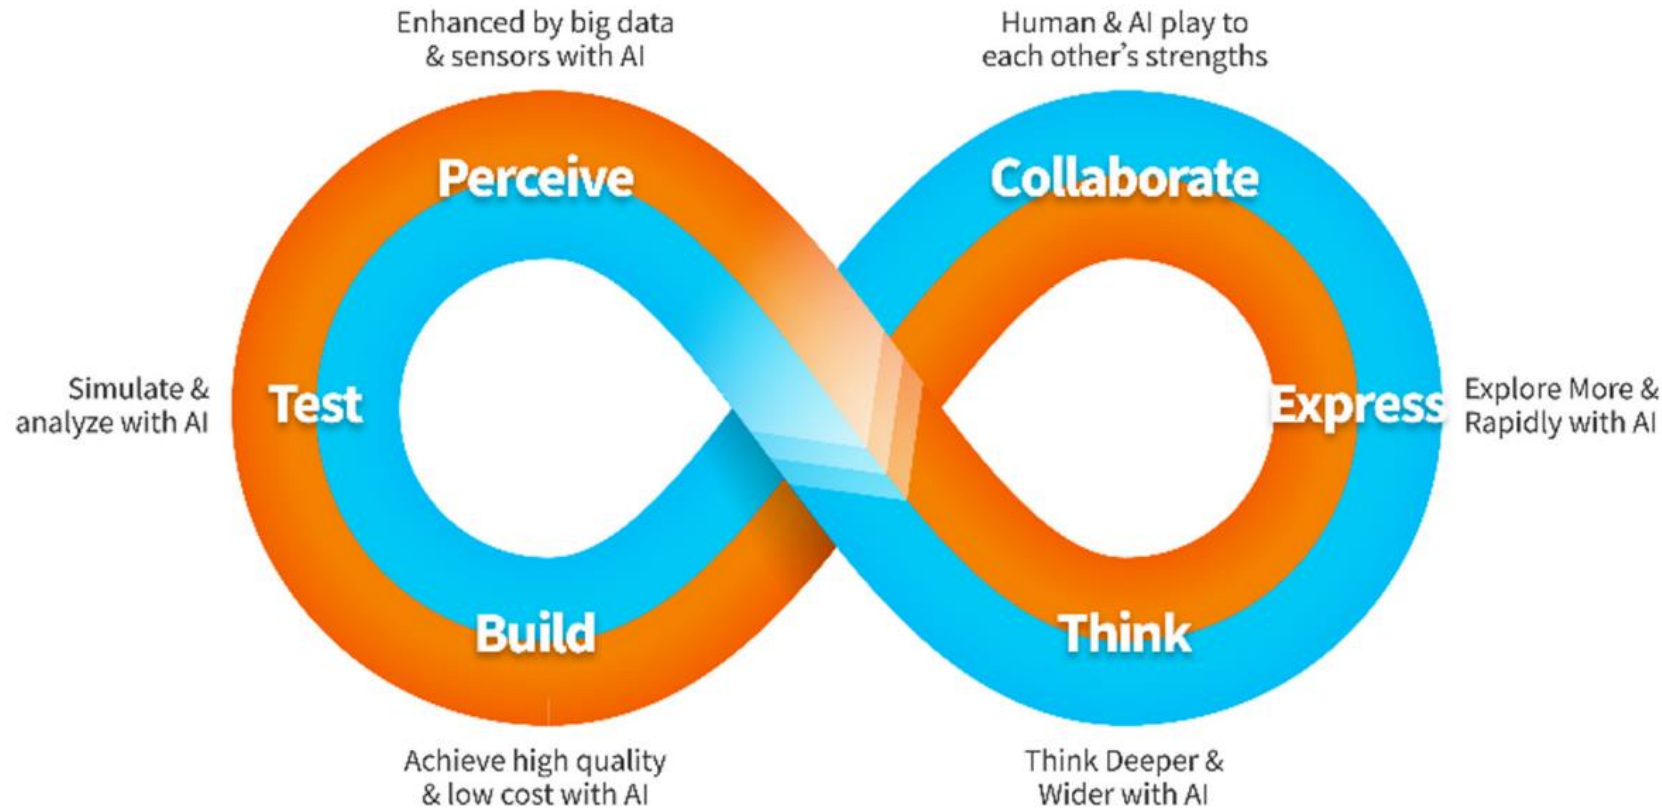 Enhanced by big data
& sensors with AI
Human & AI play to
each other's strengths
Perceive
Collaborate
Simulate &
analyze with AI
Test
Express
Explore More &
Rapidly with AI
Build
Think
Achieve high quality
& low cost with AI
Think Deeper &
Wider with AI